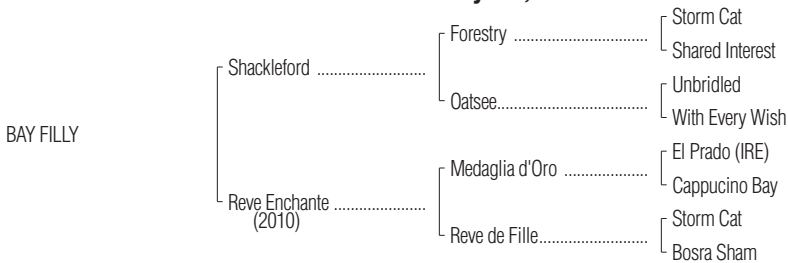 Storm Cat
Forestry ......................
Shared Interest
Shackleford ..........................
Unbridled
Oatsee....................................
With Every Wish
BAY FILLY
El Prado (IRE)
Medaglia d'Oro ....................
Cappucino Bay
Reve Enchante ......................
(2010)
Storm Cat
Reve de Fille..........................
Bosra Sham